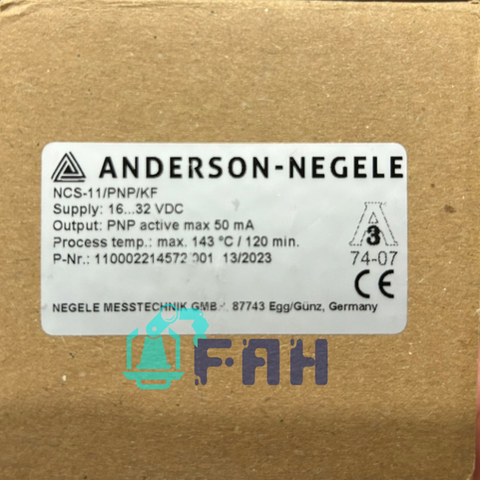 ANDERSON-NEGELE
NCS-11/PNP/KF
Supply: 16...32 VDC
Output: PNP active max 50 mA
Process temp.: max. 143 °C / 120 min.
P-Nr.: 110002214572 001 13/2023
A
3
74-07
CE
NEGELE MESSTECHNIK GMBH. 87743 Egg/Günz, Germany
FAH